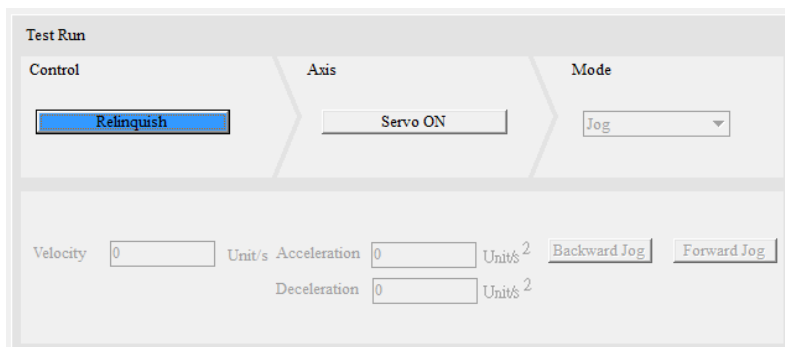 Test Run
Control Axis Mode
Relinquish Servo ON Jog
Velocity 0 Unit/s Acceleration 0 Unit/s 2 Backward Jog Forward Jog
Deceleration 0 Unit/s 2